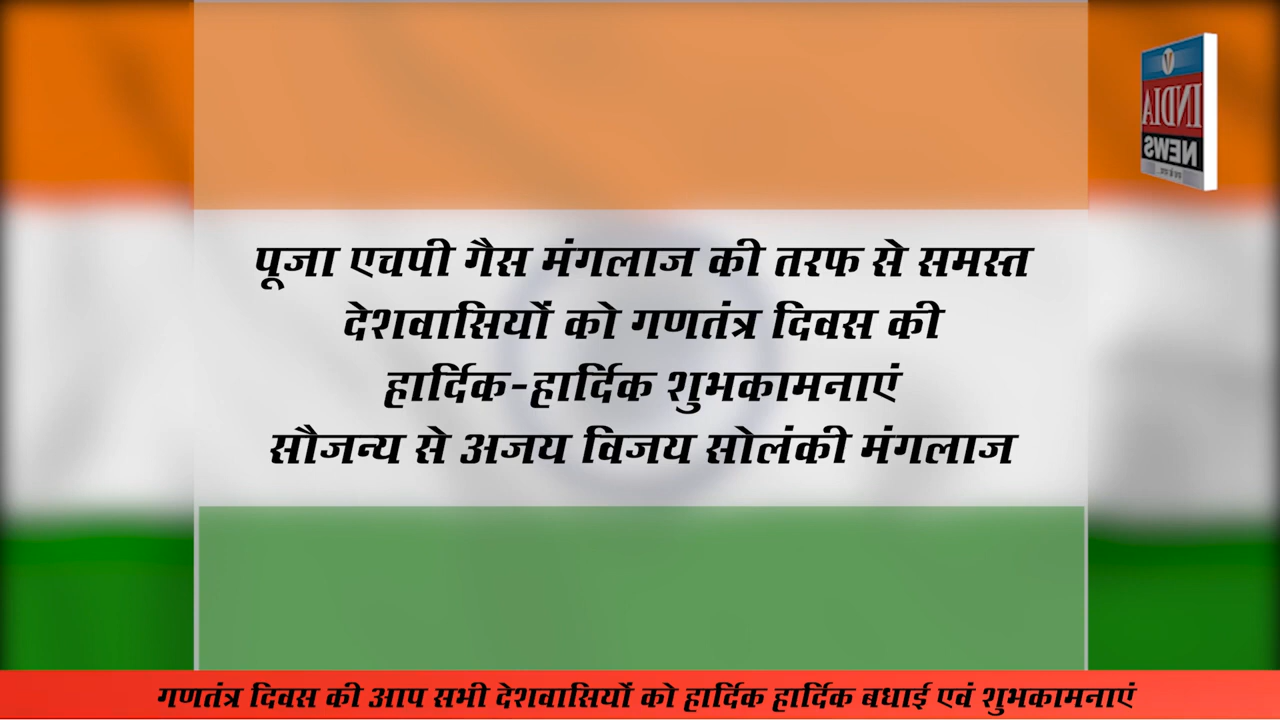 पूजा एचपी गैस मंगलाज की तरफ से समस्त
देशवासियों को गणतंत्र दिवस की
हार्दिक-हार्दिक शुभकामनाएं
सौजन्य से अजय विजय सोलंकी मंगलाज
V
INDIA
NEWS
गणतंत्र दिवस की आप सभी देशवासियों को हार्दिक हार्दिक बधाई एवं शुभकामनाएं